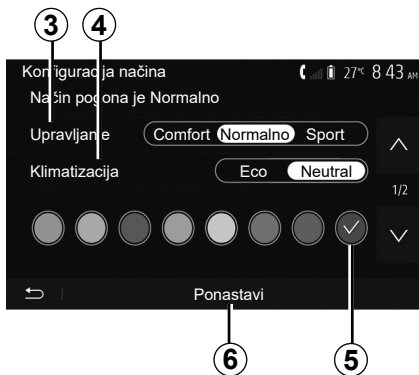 3 4
Konfiguracija načina 27°C 8 43 AM
Način pogona je Normalno
Upravljanje Comfort Normalno Sport
Klimatizacija Eco Neutral
1/2
Ponastavi
6 5